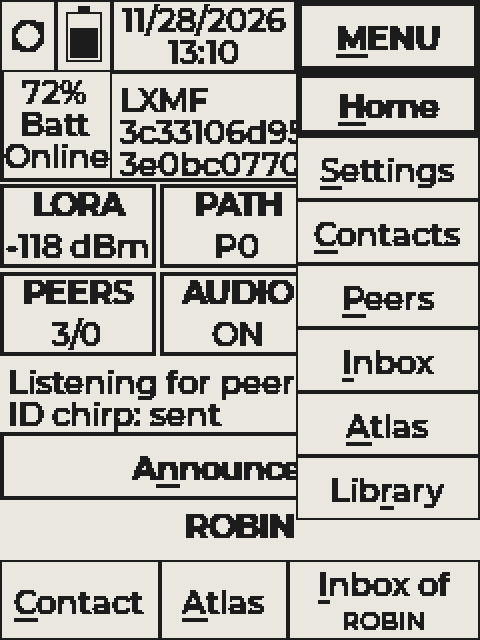 11/28/2026
13:10
MENU
72%
Batt
Online
LXMF
3c33106d95
3e0bc0770
Home
Settings
Contacts
Peers
Inbox
Atlas
Library
LORA
-118 dBm
PATH
P0
PEERS
3/0
AUDIO
ON
Listening for peer
ID chirp: sent
Announce
ROBIN
Contact
Atlas
Inbox of
ROBIN